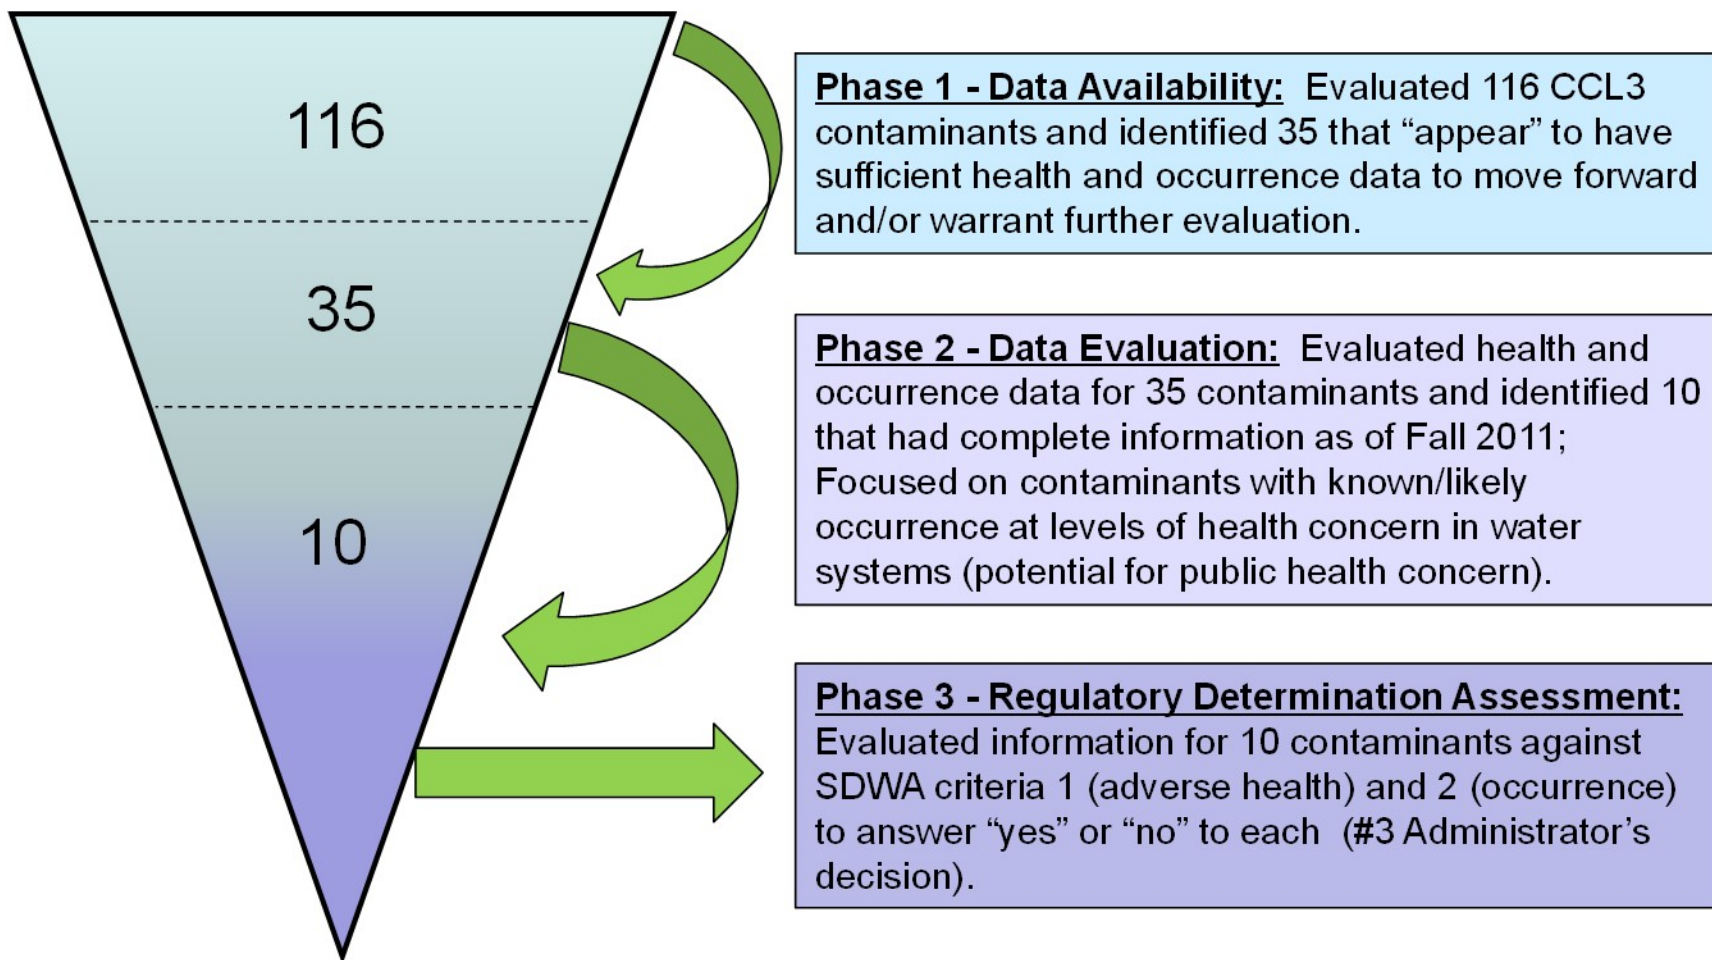 116
35
10
Phase 1 - Data Availability: Evaluated 116 CCL3
contaminants and identified 35 that “appear” to have
sufficient health and occurrence data to move forward
and/or warrant further evaluation.
Phase 2 - Data Evaluation: Evaluated health and
occurrence data for 35 contaminants and identified 10
that had complete information as of Fall 2011;
Focused on contaminants with known/likely
occurrence at levels of health concern in water
systems (potential for public health concern).
Phase 3 - Regulatory Determination Assessment:
Evaluated information for 10 contaminants against
SDWA criteria 1 (adverse health) and 2 (occurrence)
to answer “yes” or “no” to each (#3 Administrator’s
decision).